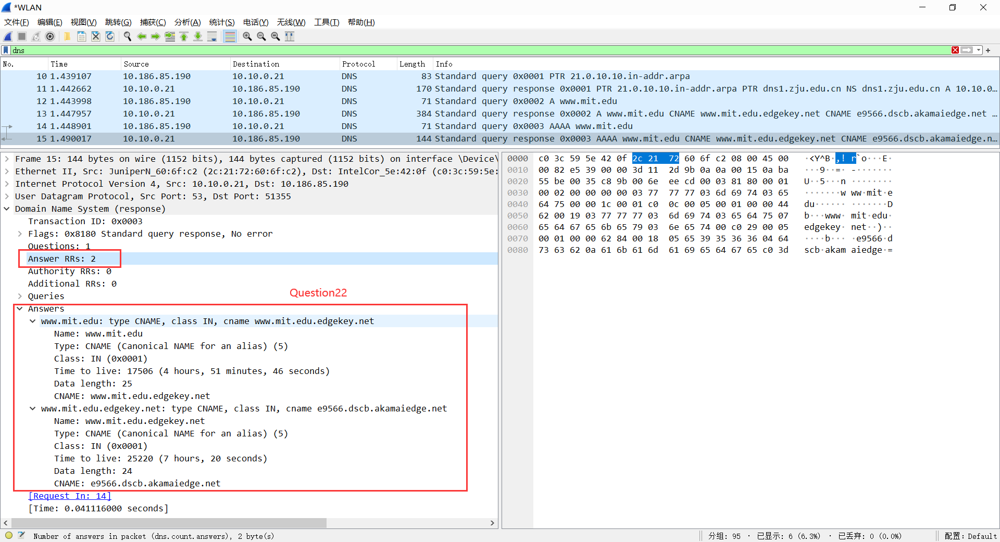 *WLAN
文件(F) 编辑(E) 视图(V) 跳转(G) 捕获(C) 分析(A) 统计(S) 电话(Y) 无线(W) 工具(T) 帮助(H)
dns
No. Time Source Destination Protocol Length Info
10 1.439107 10.186.85.190 10.10.0.21 DNS 83 Standard query 0x0001 PTR 21.0.10.10.in-addr.arpa
11 1.442662 10.10.0.21 10.186.85.190 DNS 170 Standard query response 0x0001 PTR 21.0.10.10.in-addr.arpa PTR dns1.zju.edu.cn NS dns1.zju.edu.cn A 10.10.0…
12 1.443998 10.186.85.190 10.10.0.21 DNS 71 Standard query 0x0002 A www.mit.edu
13 1.447957 10.10.0.21 10.186.85.190 DNS 384 Standard query response 0x0002 A www.mit.edu CNAME www.mit.edu.edgekey.net CNAME e9566.dscb.akamaiedge.net …
14 1.448901 10.186.85.190 10.10.0.21 DNS 71 Standard query 0x0003 AAAA www.mit.edu
15 1.490017 10.10.0.21 10.186.85.190 DNS 144 Standard query response 0x0003 AAAA www.mit.edu CNAME www.mit.edu.edgekey.net CNAME e9566.dscb.akamaiedge.n…
Frame 15: 144 bytes on wire (1152 bits), 144 bytes captured (1152 bits) on interface \Device\
Ethernet II, Src: JuniperN_60:6f:c2 (2c:21:72:60:6f:c2), Dst: IntelCor_5e:42:0f (c0:3c:59:5e:
Internet Protocol Version 4, Src: 10.10.0.21, Dst: 10.186.85.190
User Datagram Protocol, Src Port: 53, Dst Port: 51355
Domain Name System (response)
Transaction ID: 0x0003
Flags: 0x8180 Standard query response, No error
Questions: 1
Answer RRs: 2
Authority RRs: 0
Additional RRs: 0
Queries
Question22
Answers
www.mit.edu: type CNAME, class IN, cname www.mit.edu.edgekey.net
Name: www.mit.edu
Type: CNAME (Canonical NAME for an alias) (5)
Class: IN (0x0001)
Time to live: 17506 (4 hours, 51 minutes, 46 seconds)
Data length: 25
CNAME: www.mit.edu.edgekey.net
www.mit.edu.edgekey.net: type CNAME, class IN, cname e9566.dscb.akamaiedge.net
Name: www.mit.edu.edgekey.net
Type: CNAME (Canonical NAME for an alias) (5)
Class: IN (0x0001)
Time to live: 25220 (7 hours, 20 seconds)
Data length: 24
CNAME: e9566.dscb.akamaiedge.net
[Request In: 14]
[Time: 0.041116000 seconds]
0000 c0 3c 59 5e 42 0f 2c 21 72 60 6f c2 08 00 45 00 ·<Y^B·,! r`o···E·
0010 00 82 e5 39 00 00 3d 11 2d 9b 0a 0a 00 15 0a ba ···9··=· -·······
0020 55 be 00 35 c8 9b 00 6e ee cd 00 03 81 80 00 01 U··5···n ········
0030 00 02 00 00 00 00 03 77 77 77 03 6d 69 74 03 65 ·······w ww·mit·e
0040 64 75 00 00 1c 00 01 c0 0c 00 05 00 01 00 00 44 du······ ·······D
0050 62 00 19 03 77 77 77 03 6d 69 74 03 65 64 75 07 b···www· mit·edu·
0060 65 64 67 65 6b 65 79 03 6e 65 74 00 c0 29 00 05 edgekey· net··)··
0070 00 01 00 00 62 84 00 18 05 65 39 35 36 36 04 64 ····b··· ·e9566·d
0080 73 63 62 0a 61 6b 61 6d 61 69 65 64 67 65 c0 3d scb·akam aiedge·=
Number of answers in packet (dns.count.answers), 2 byte(s) 分组: 95 · 已显示: 6 (6.3%) · 已丢弃: 0 (0.0%) 配置: Default